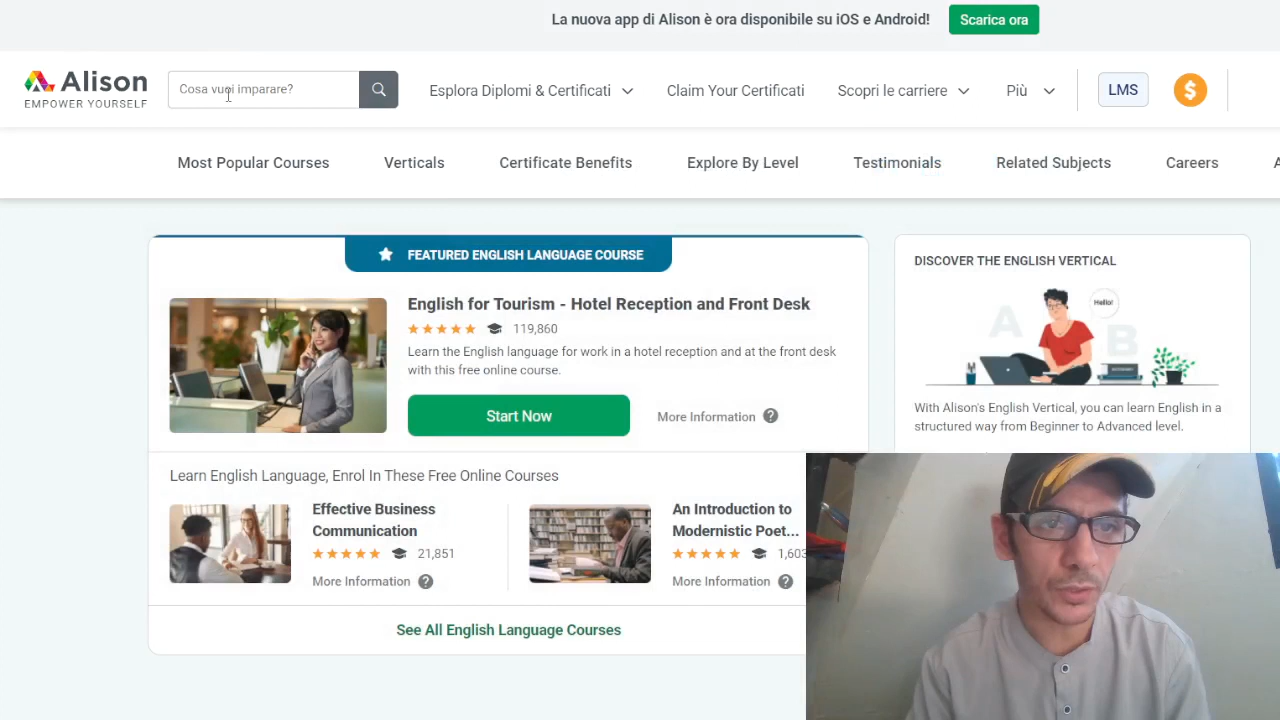 La nuova app di Alison è ora disponibile su iOS e Android!
Scarica ora
Alison
EMPOWER YOURSELF
Cosa vuoi imparare?
Esplora Diplomi & Certificati
Claim Your Certificati
Scopri le carriere
Più
LMS
$
Most Popular Courses
Verticals
Certificate Benefits
Explore By Level
Testimonials
Related Subjects
Careers
FEATURED ENGLISH LANGUAGE COURSE
English for Tourism - Hotel Reception and Front Desk
119,860
Learn the English language for work in a hotel reception and at the front desk
with this free online course.
Start Now
More Information ?
DISCOVER THE ENGLISH VERTICAL
Hello!
A
B
With Alison's English Vertical, you can learn English in a
structured way from Beginner to Advanced level.
Learn English Language, Enrol In These Free Online Courses
Effective Business
Communication
21,851
More Information ?
An Introduction to
Modernistic Poet...
1,603
More Information ?
See All English Language Courses